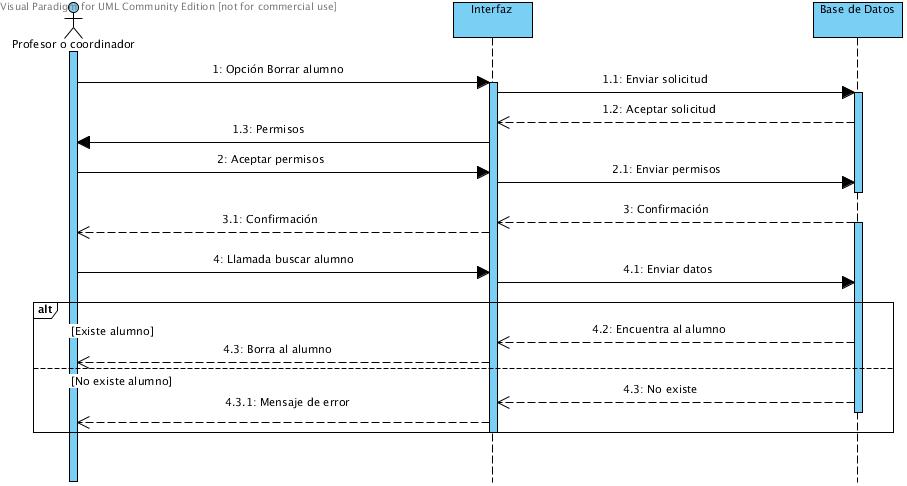 Visual Paradigm for UML Community Edition [not for commercial use]
Interfaz
Base de Datos
Profesor o coordinador
1: Opción Borrar alumno
1.1: Enviar solicitud
1.2: Aceptar solicitud
1.3: Permisos
2: Aceptar permisos
2.1: Enviar permisos
3: Confirmación
3.1: Confirmación
4: Llamada buscar alumno
4.1: Enviar datos
alt
[Existe alumno]
4.2: Encuentra al alumno
4.3: Borra al alumno
[No existe alumno]
4.3: No existe
4.3.1: Mensaje de error